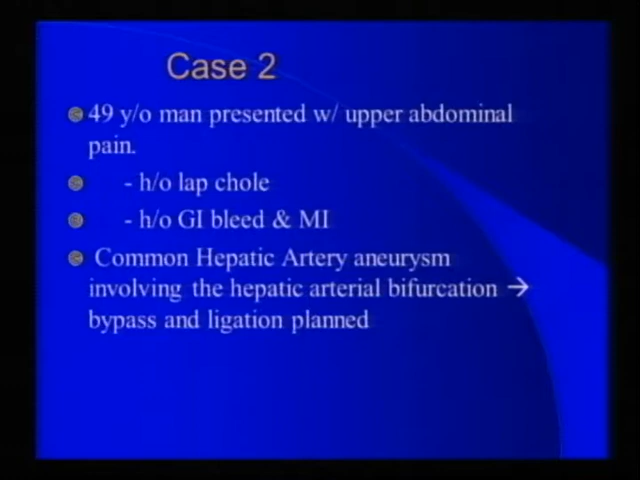 Case 2
49 y/o man presented w/ upper abdominal
pain.
- h/o lap chole
- h/o GI bleed & MI
Common Hepatic Artery aneurysm
involving the hepatic arterial bifurcation →
bypass and ligation planned